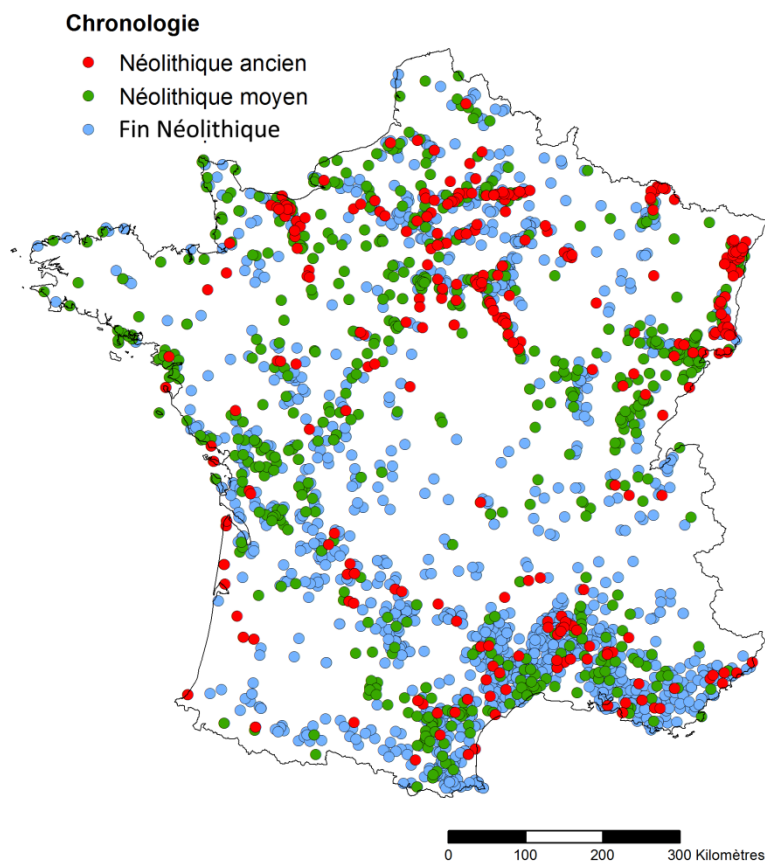 Chronologie
Néolithique ancien
Néolithique moyen
Fin Néolithique
0 100 200 300 Kilomètres